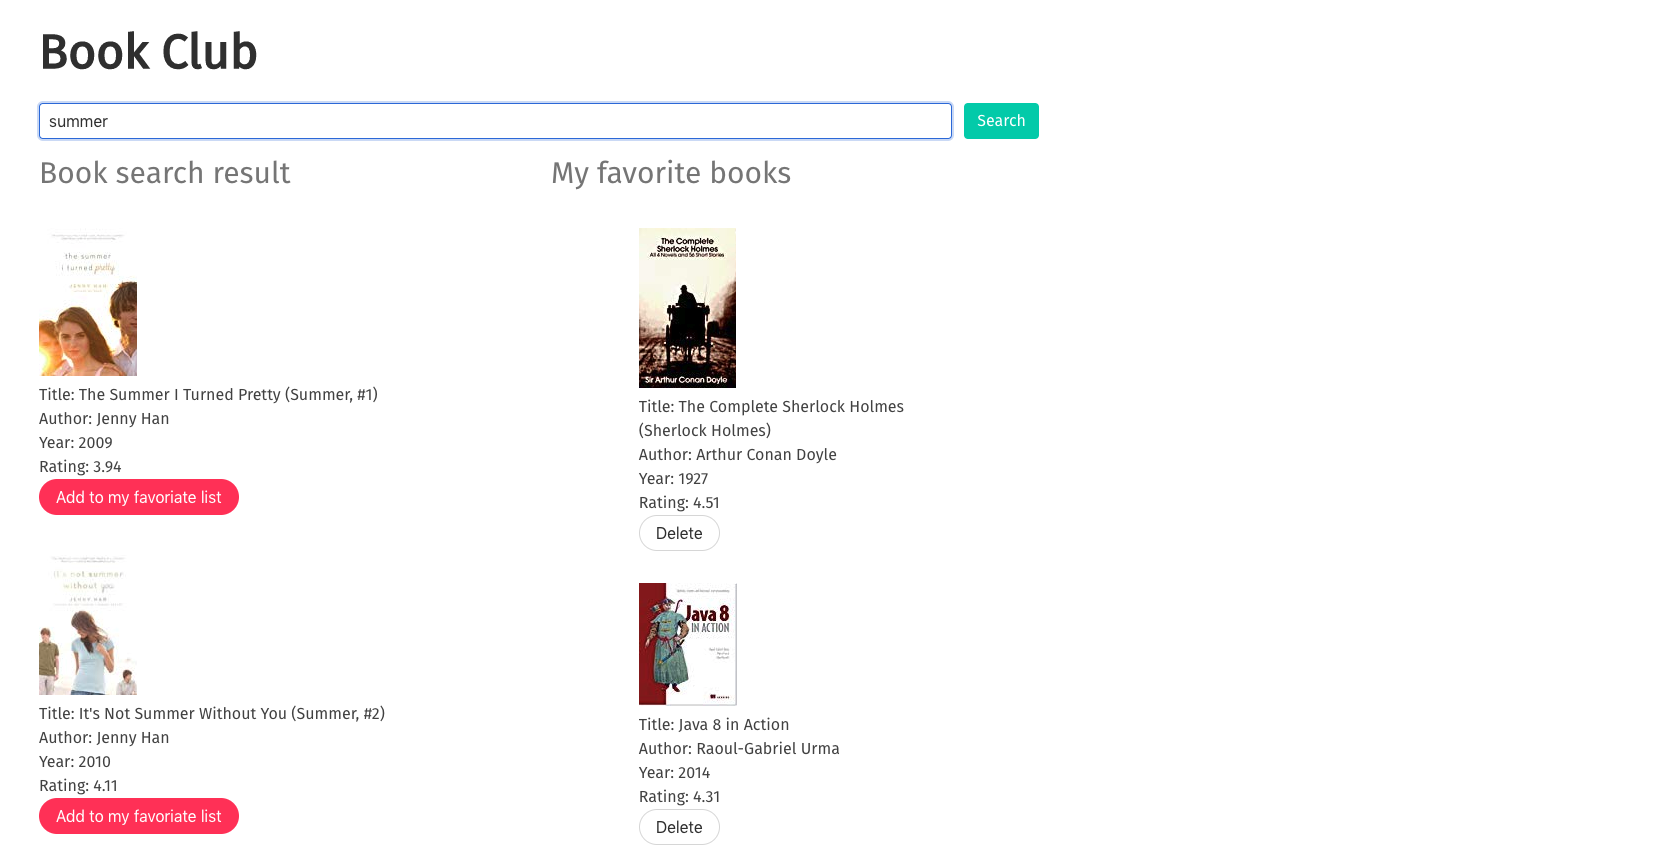 Book Club
summer
Search
Book search result
My favorite books
the summer
I turned pretty
JENNY HAN
Title: The Summer I Turned Pretty (Summer, #1)
Author: Jenny Han
Year: 2009
Rating: 3.94
Add to my favoriate list
it's not summer
without you
JENNY HAN
Title: It's Not Summer Without You (Summer, #2)
Author: Jenny Han
Year: 2010
Rating: 4.11
Add to my favoriate list
The Complete
Sherlock Holmes
All 4 Novels and 56 Short Stories
Sir Arthur Conan Doyle
Title: The Complete Sherlock Holmes
(Sherlock Holmes)
Author: Arthur Conan Doyle
Year: 1927
Rating: 4.51
Delete
Java 8
IN ACTION
MANNING
Title: Java 8 in Action
Author: Raoul-Gabriel Urma
Year: 2014
Rating: 4.31
Delete